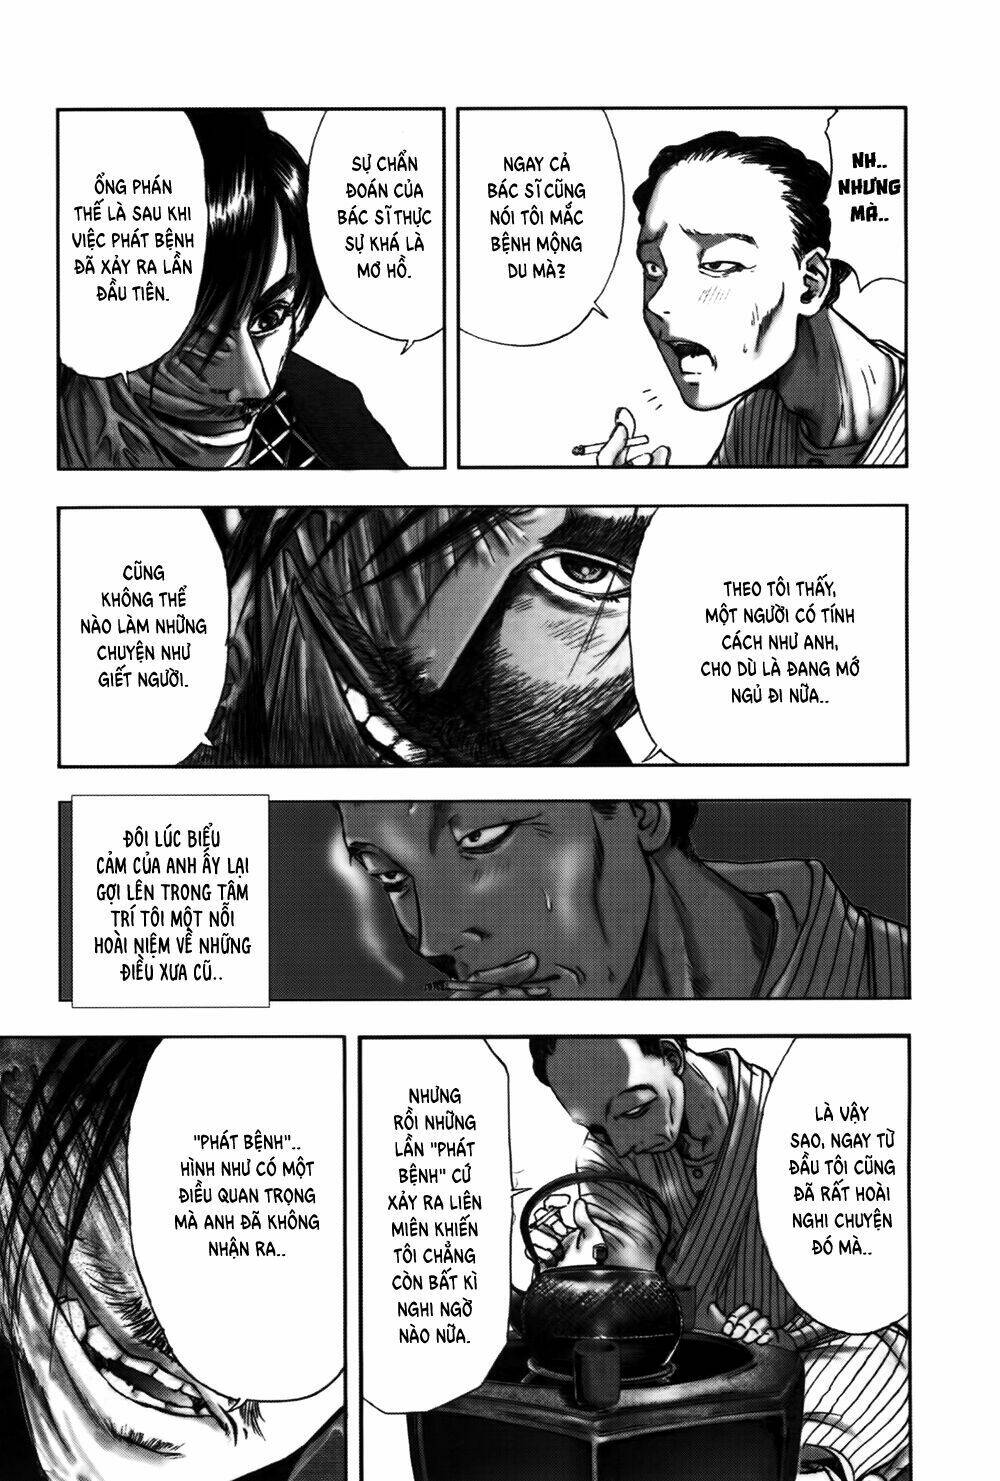 NH..
NHƯNG
MÀ..
NGAY CẢ
BÁC SĨ CŨNG
NÓI TÔI MẮC
BỆNH MỘNG
DU MÀ?
SỰ CHẨN
ĐOÁN CỦA
BÁC SĨ THỰC
SỰ KHÁ LÀ
MƠ HỒ.
ỔNG PHÁN
THẾ LÀ SAU KHI
VIỆC PHÁT BỆNH
ĐÃ XẢY RA LẦN
ĐẦU TIÊN.
THEO TÔI THẤY,
MỘT NGƯỜI CÓ TÍNH
CÁCH NHƯ ANH,
CHO DÙ LÀ ĐANG MỚ
NGỦ ĐI NỮA..
CŨNG
KHÔNG THỂ
NÀO LÀM NHỮNG
CHUYỆN NHƯ
GIẾT NGƯỜI.
ĐÔI LÚC BIỂU
CẢM CỦA ANH ẤY LẠI
GỢI LÊN TRONG TÂM
TRÍ TÔI MỘT NỖI
HOÀI NIỆM VỀ NHỮNG
ĐIỀU XƯA CŨ..
LÀ VẬY
SAO, NGAY TỪ
ĐẦU TÔI CŨNG
ĐÃ RẤT HOÀI
NGHI CHUYỆN
ĐÓ MÀ..
NHƯNG
RỒI NHỮNG
LẦN "PHÁT
BỆNH" CỨ
XẢY RA LIÊN
MIÊN KHIẾN
TÔI CHẲNG
CÒN BẤT KÌ
NGHI NGỜ
NÀO NỮA.
"PHÁT BỆNH"..
HÌNH NHƯ CÓ MỘT
ĐIỀU QUAN TRỌNG
MÀ ANH ĐÃ KHÔNG
NHẬN RA..